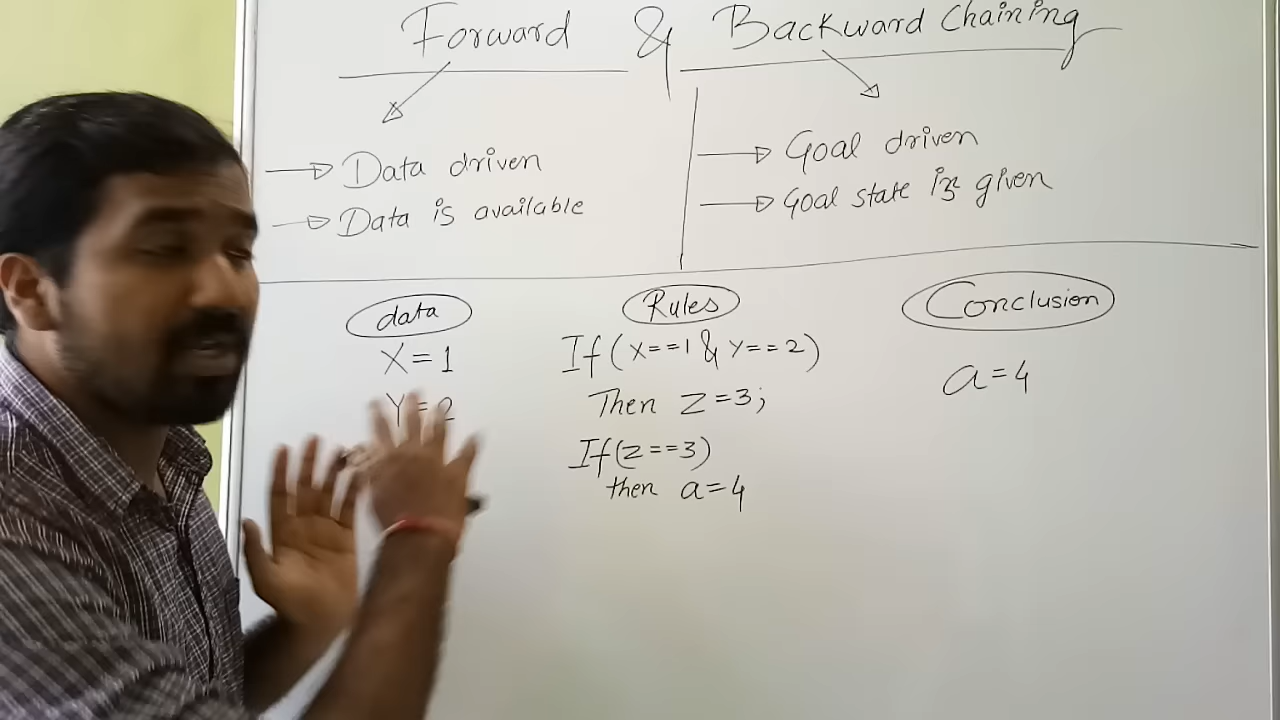 Forward & Backward Chaining
Data driven
Data is available
Goal driven
Goal state is given
data
X=1
Y=2
Rules
If(X==1 & Y==2)
Then Z=3;
If(Z==3)
then a=4
Conclusion
a=4